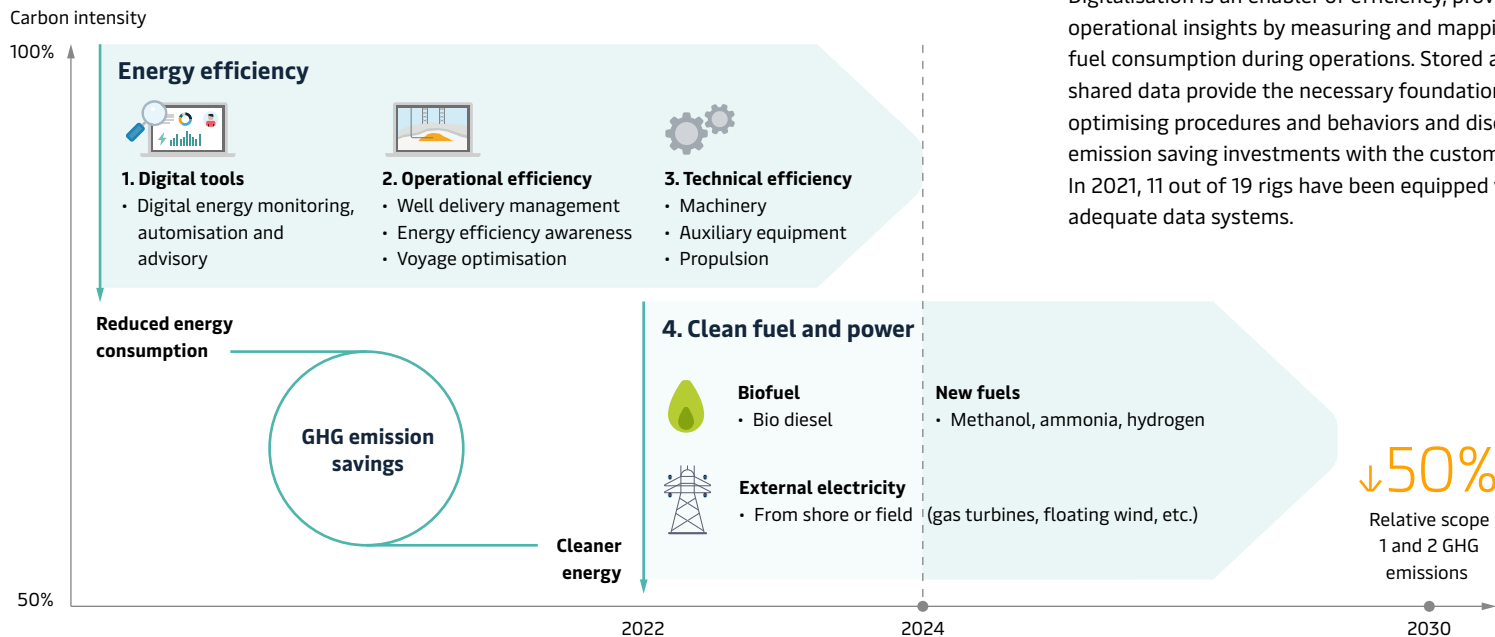 Carbon intensity
100%
Energy efficiency
1. Digital tools
• Digital energy monitoring,
automisation and
advisory
2. Operational efficiency
• Well delivery management
• Energy efficiency awareness
• Voyage optimisation
3. Technical efficiency
• Machinery
• Auxiliary equipment
• Propulsion
Digitalisation is an enabler of efficiency,
operational insights by measuring and
fuel consumption during operations. Stored
shared data provide the necessary
optimising procedures and behaviors and
emission saving investments with the
In 2021, 11 out of 19 rigs have been equipped
adequate data systems.
Reduced energy
consumption
GHG emission
savings
Cleaner
energy
4. Clean fuel and power
Biofuel
• Bio diesel
New fuels
• Methanol, ammonia, hydrogen
External electricity
• From shore or field (gas turbines, floating wind, etc.)
↓50%
Relative scope
1 and 2 GHG
emissions
50%
2022
2024
2030